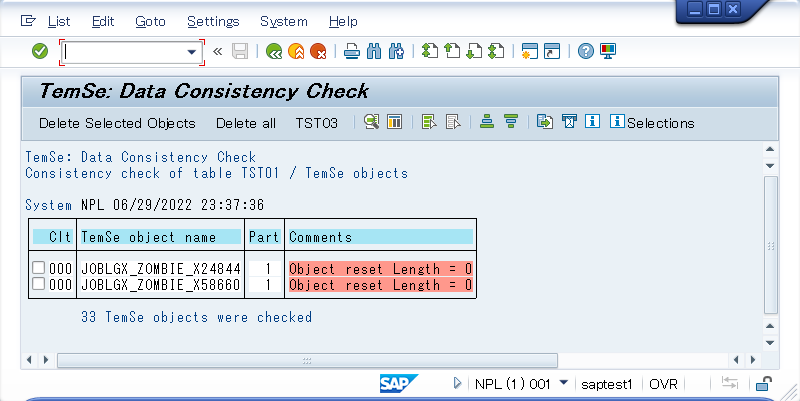 List Edit Goto Settings System Help
TemSe: Data Consistency Check
Delete Selected Objects Delete all TST03 Selections
TemSe: Data Consistency Check
Consistency check of table TST01 / TemSe objects
System NPL 06/29/2022 23:37:36
Clt TemSe object name Part Comments
000 JOBLGX_ZOMBIE_X24844 1 Object reset Length = 0
000 JOBLGX_ZOMBIE_X58660 1 Object reset Length = 0
33 TemSe objects were checked
SAP NPL (1) 001 saptest1 OVR